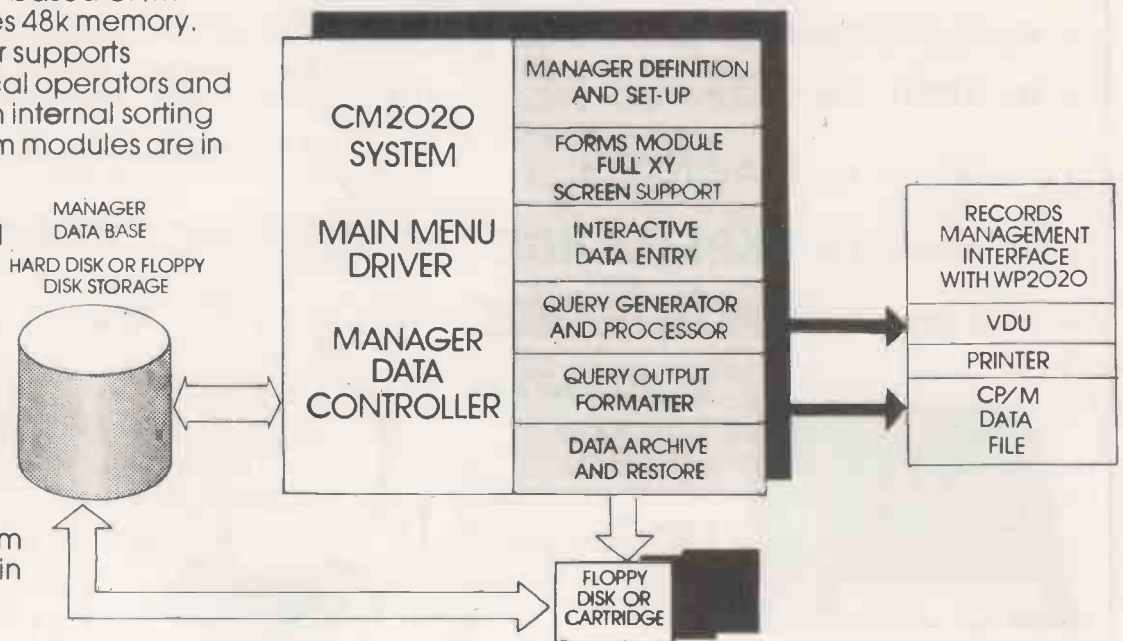 es 48k memory.
r supports
cal operators and
n internal sorting
m modules are in
MANAGER
DATA BASE
HARD DISK OR FLOPPY
DISK STORAGE
m
in
CM2020
SYSTEM
MAIN MENU
DRIVER
MANAGER
DATA
CONTROLLER
MANAGER DEFINITION
AND SET-UP
FORMS MODULE
FULL XY
SCREEN SUPPORT
INTERACTIVE
DATA ENTRY
QUERY GENERATOR
AND PROCESSOR
QUERY OUTPUT
FORMATTER
DATA ARCHIVE
AND RESTORE
RECORDS
MANAGEMENT
INTERFACE
WITH WP2020
VDU
PRINTER
CP/M
DATA
FILE
FLOPPY
DISK OR
CARTRIDGE